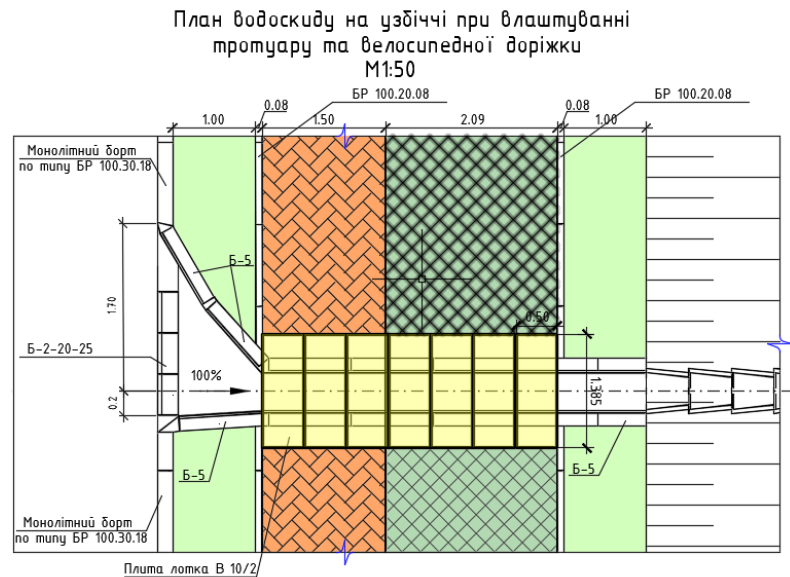 План водоскиду на узбіччі при влаштуванні
тротуару та велосипедної доріжки
М1:50
БР 100.20.08
БР 100.20.08
1.00
0.08
1.50
2.09
0.08
1.00
Монолітний борт
по типу БР 100.30.18
Б-5
1.70
0.50
Б-2-20-25
100%
1.385
0.2
Б-5
Б-5
Монолітний борт
по типу БР 100.30.18
Плита лотка В 10/2